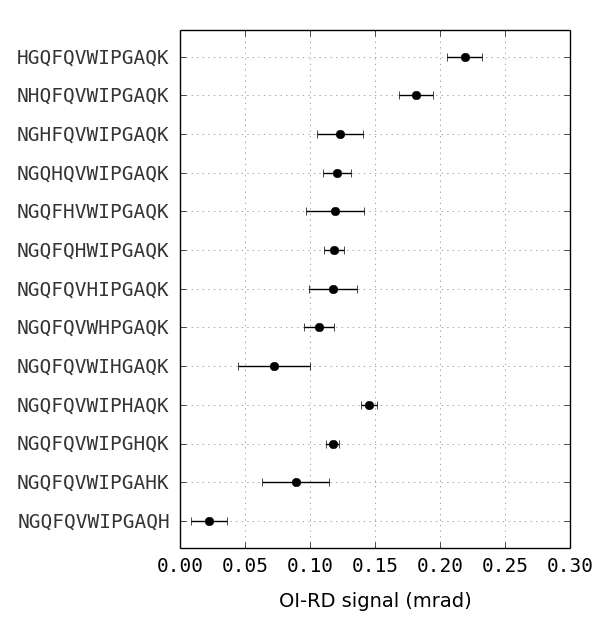 HGQFQVWIPGAQK
NHQFQVWIPGAQK
NGHFQVWIPGAQK
NGQHQVWIPGAQK
NGQFHVWIPGAQK
NGQFQHWIPGAQK
NGQFQVHIPGAQK
NGQFQVWHPGAQK
NGQFQVWIHGAQK
NGQFQVWIPHAQK
NGQFQVWIPGHQK
NGQFQVWIPGAHK
NGQFQVWIPGAQH
0.00 0.05 0.10 0.15 0.20 0.25 0.30
OI-RD signal (mrad)